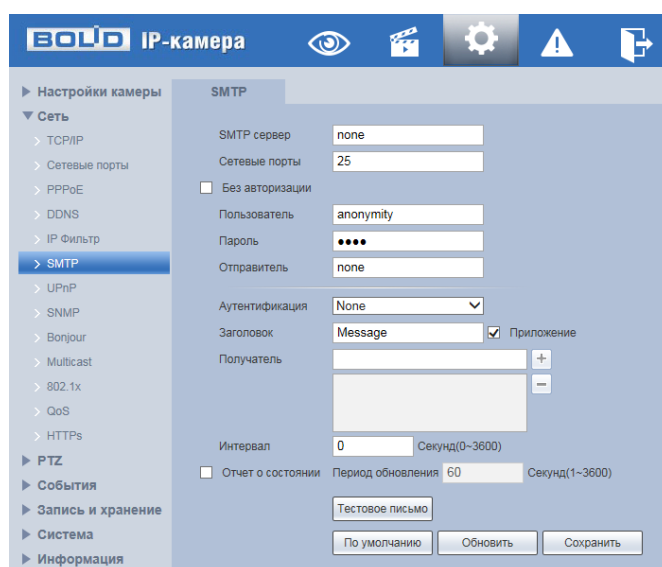 BOLID IP-камера
Настройки камеры
Сеть
TCP/IP
Сетевые порты
PPPoE
DDNS
IP Фильтр
SMTP
UPnP
SNMP
Bonjour
Multicast
802.1x
QoS
HTTPs
PTZ
События
Запись и хранение
Система
Информация
SMTP
SMTP сервер none
Сетевые порты 25
Без авторизации
Пользователь anonymity
Пароль ●●●●
Отправитель none
Аутентификация None
Заголовок Message Приложение
Получатель +
−
Интервал 0 Секунд(0~3600)
Отчет о состоянии Период обновления 60 Секунд(1~3600)
Тестовое письмо
По умолчанию Обновить Сохранить